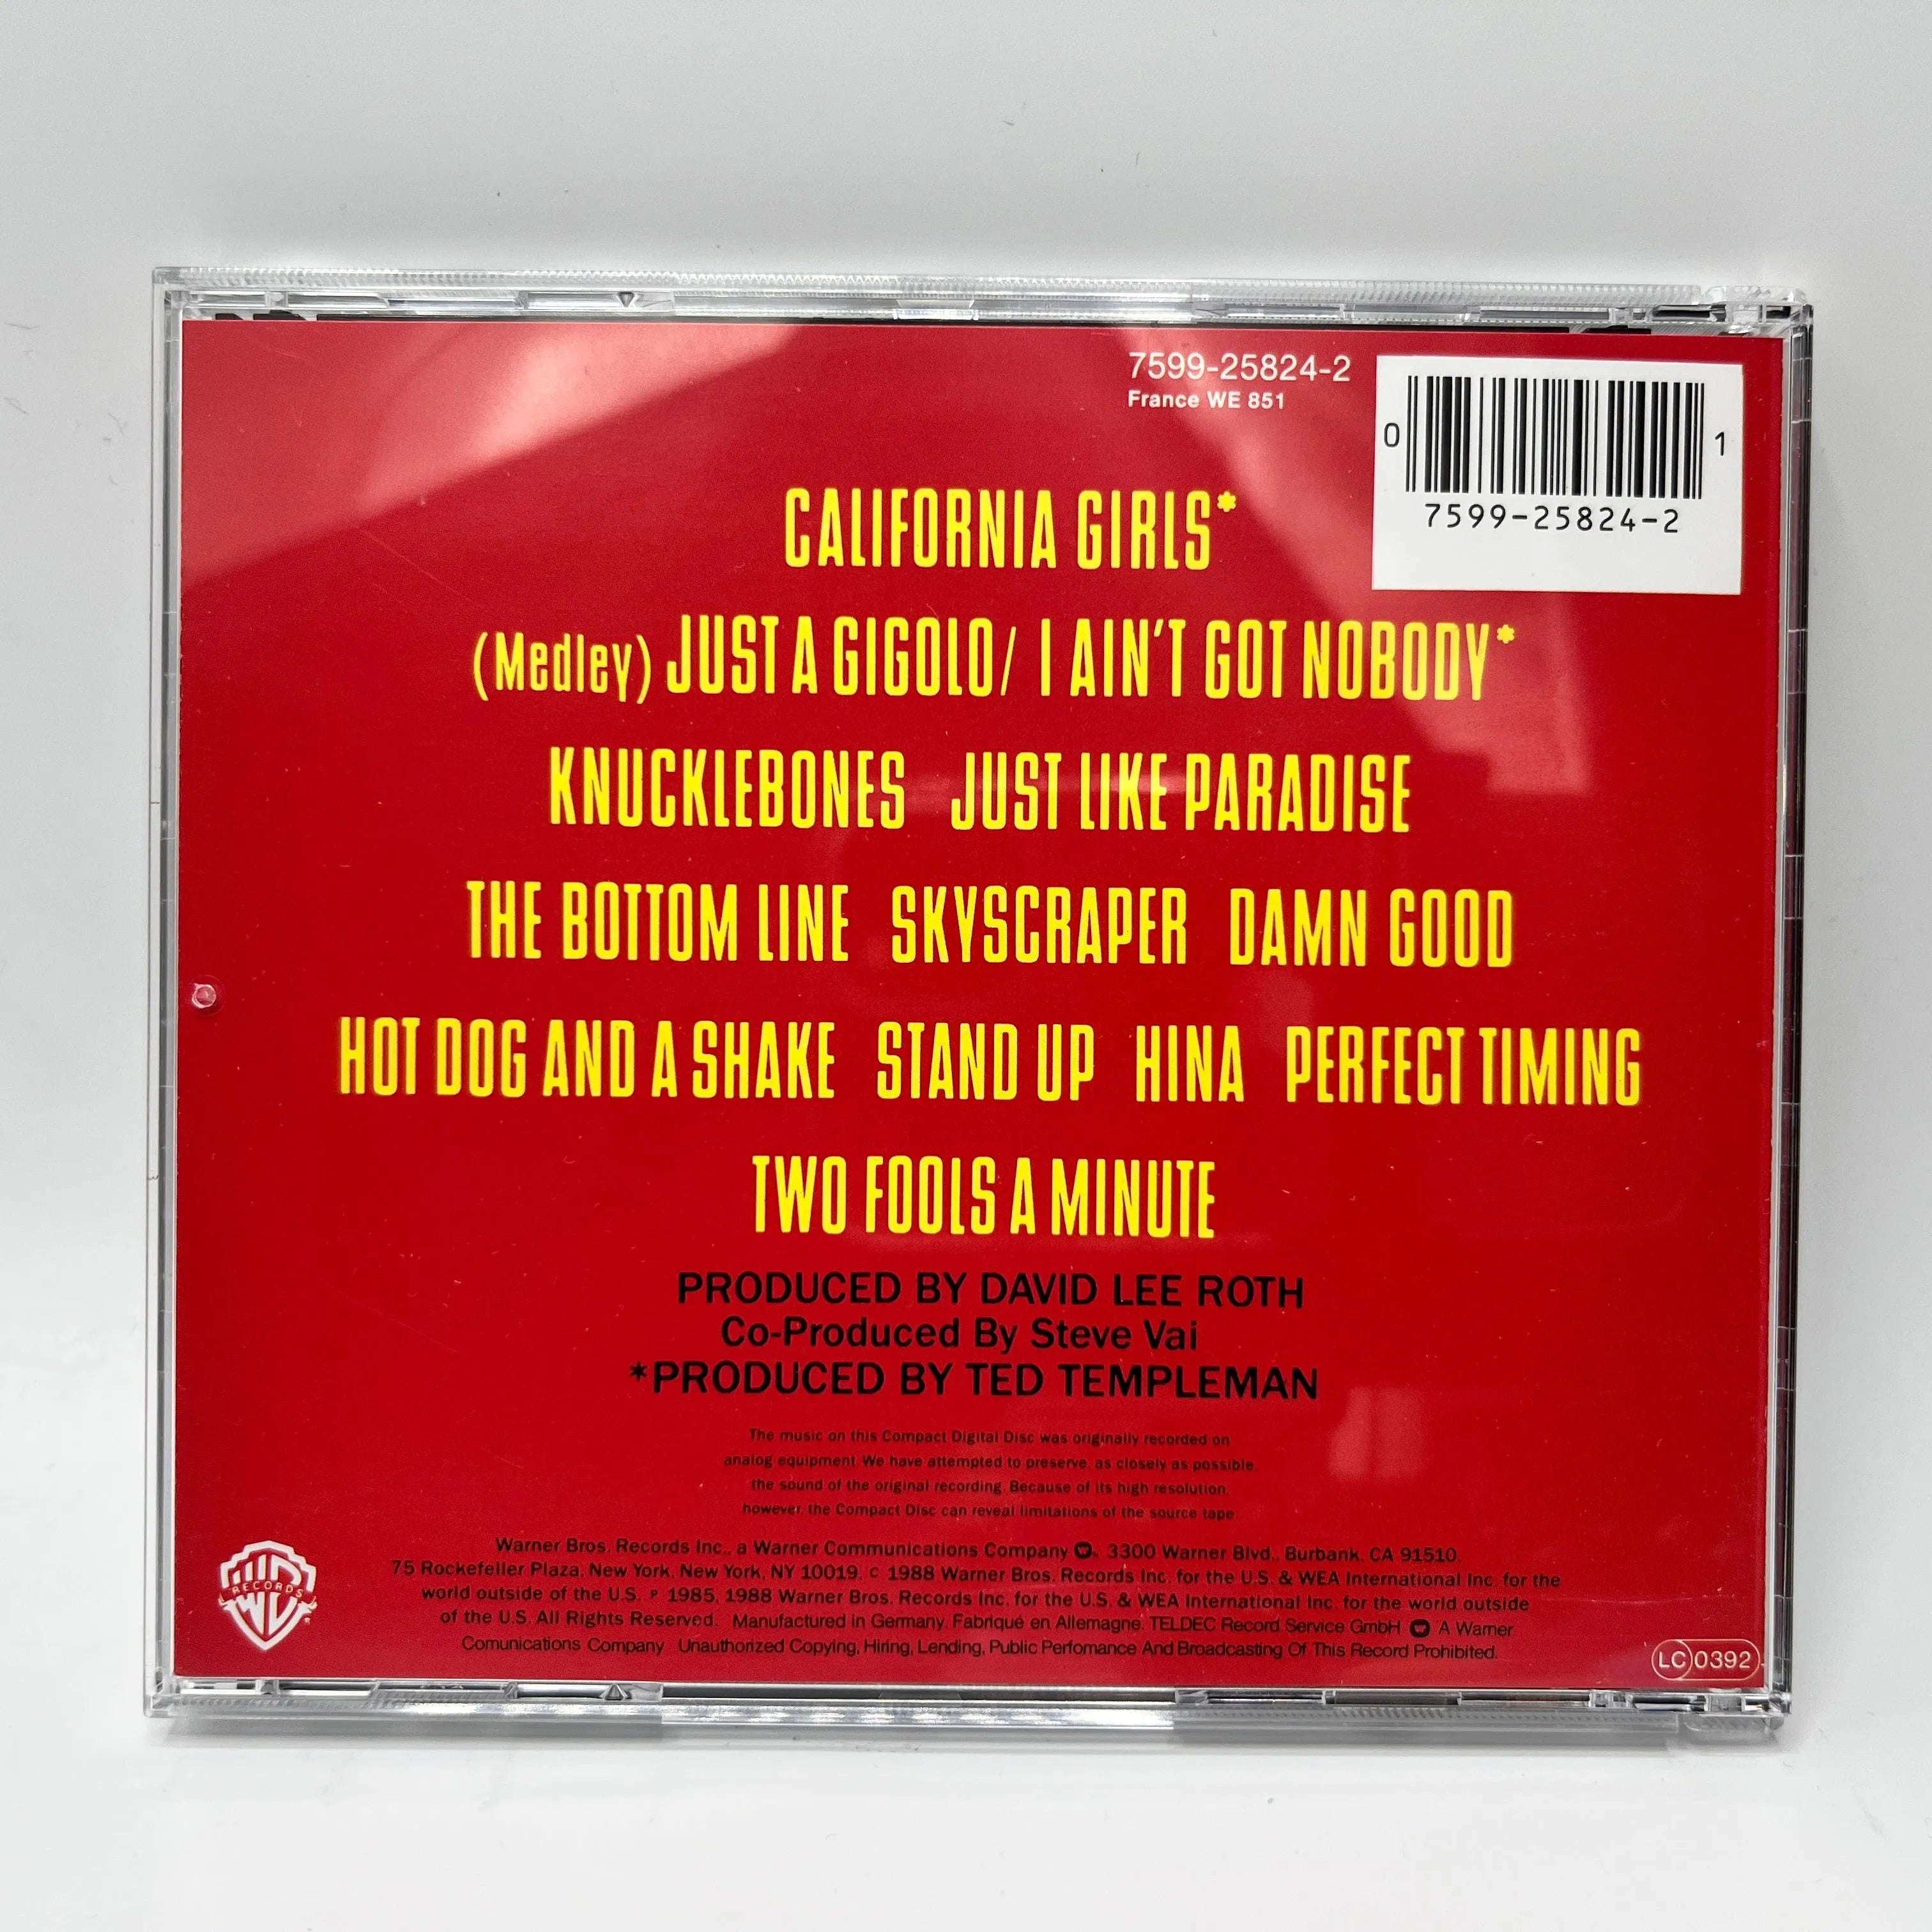 7599-25824-2
France WE 851
0 1
7599-25824-2
CALIFORNIA GIRLS*
(Medley) JUST A GIGOLO/ I AIN'T GOT NOBODY*
KNUCKLEBONES JUST LIKE PARADISE
THE BOTTOM LINE SKYSCRAPER DAMN GOOD
HOT DOG AND A SHAKE STAND UP HINA PERFECT TIMING
TWO FOOLS A MINUTE
PRODUCED BY DAVID LEE ROTH
Co-Produced By Steve Vai
*PRODUCED BY TED TEMPLEMAN
The music on this Compact Digital Disc was originally recorded on
analog equipment. We have attempted to preserve, as closely as possible,
the sound of the original recording. Because of its high resolution,
however, the Compact Disc can reveal limitations of the source tape.
Warner Bros. Records Inc., a Warner Communications Company W, 3300 Warner Blvd., Burbank, CA 91510.
75 Rockefeller Plaza, New York, New York, NY 10019. © 1988 Warner Bros. Records Inc. for the U.S. & WEA International Inc. for the
world outside of the U.S. ℗ 1985, 1988 Warner Bros. Records Inc. for the U.S. & WEA International Inc. for the world outside
of the U.S. All Rights Reserved. Manufactured in Germany. Fabriqué en Allemagne. TELDEC Record Service GmbH W A Warner
Comunications Company Unauthorized Copying, Hiring, Lending, Public Perfomance And Broadcasting Of This Record Prohibited.
WB RECORDS
LC 0392